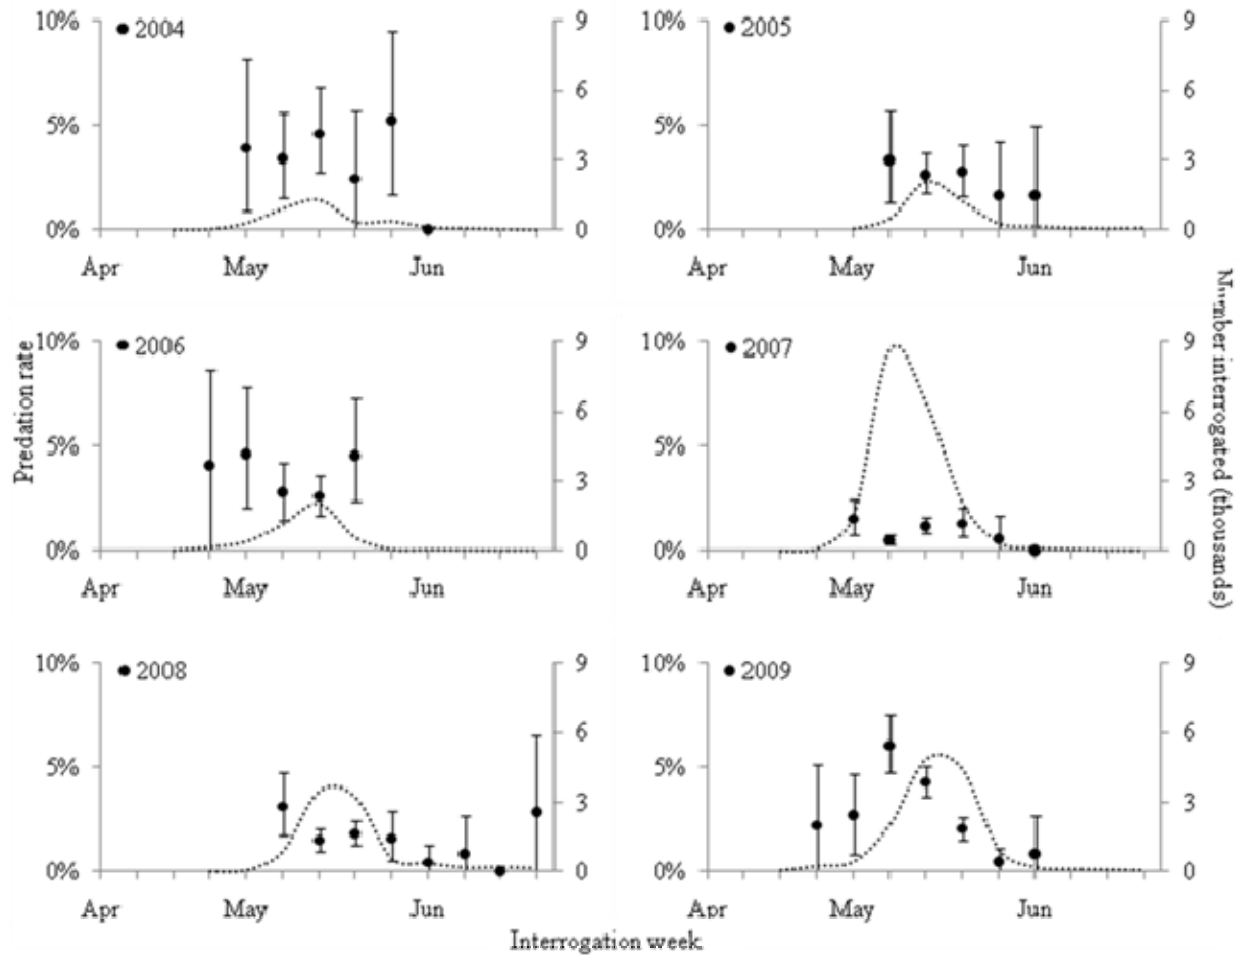 10% 2004 9 10% 2005 9
6 6
5% 5%
3 3
0% 0 0% 0
Apr May Jun Apr May Jun
Number interrogated (thousands)
Predation rate
10% 2006 9 10% 2007 9
6 6
5% 5%
3 3
0% 0 0% 0
Apr May Jun Apr May Jun
10% 2008 9 10% 2009 9
6 6
5% 5%
3 3
0% 0 0% 0
Apr May Jun Apr May Jun
Interrogation week